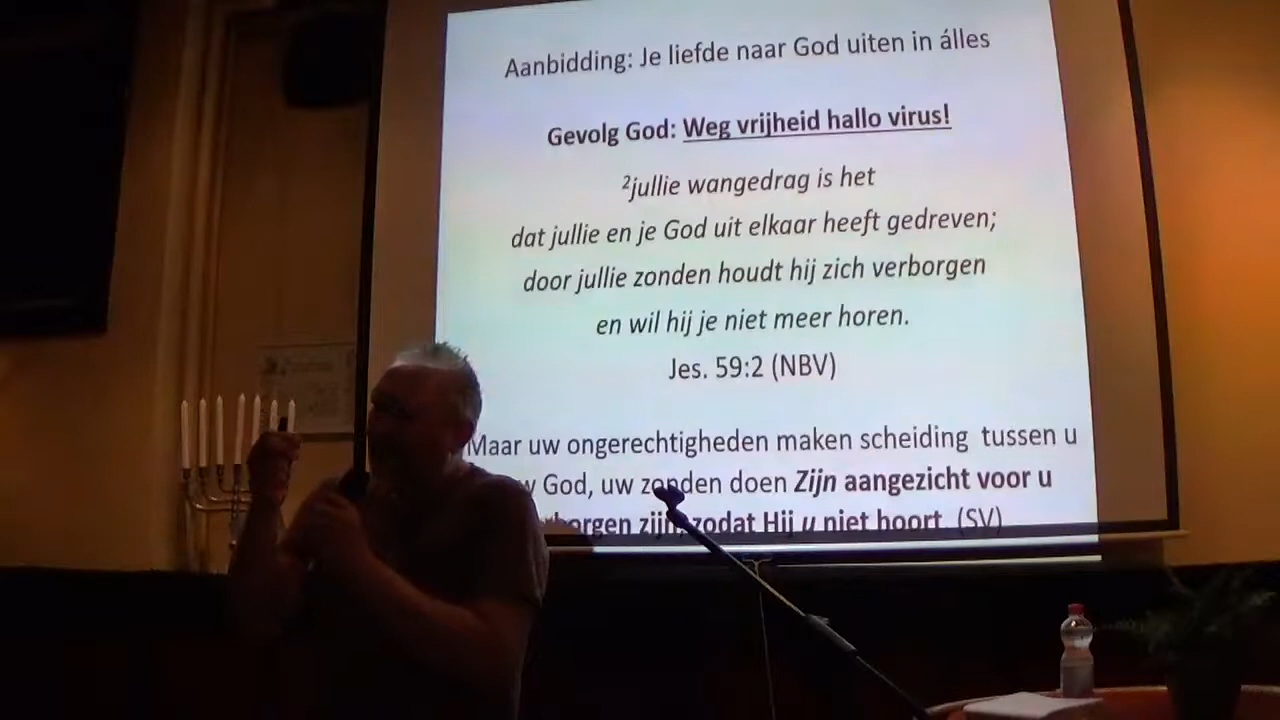 Aanbidding: Je liefde naar God uiten in álles
Gevolg God: Weg vrijheid hallo virus!
²jullie wangedrag is het
dat jullie en je God uit elkaar heeft gedreven;
door jullie zonden houdt hij zich verborgen
en wil hij je niet meer horen.
Jes. 59:2 (NBV)
Maar uw ongerechtigheden maken scheiding tussen u
God, uw zonden doen Zijn aangezicht voor u
zijn, zodat Hij u niet hoort (SV)